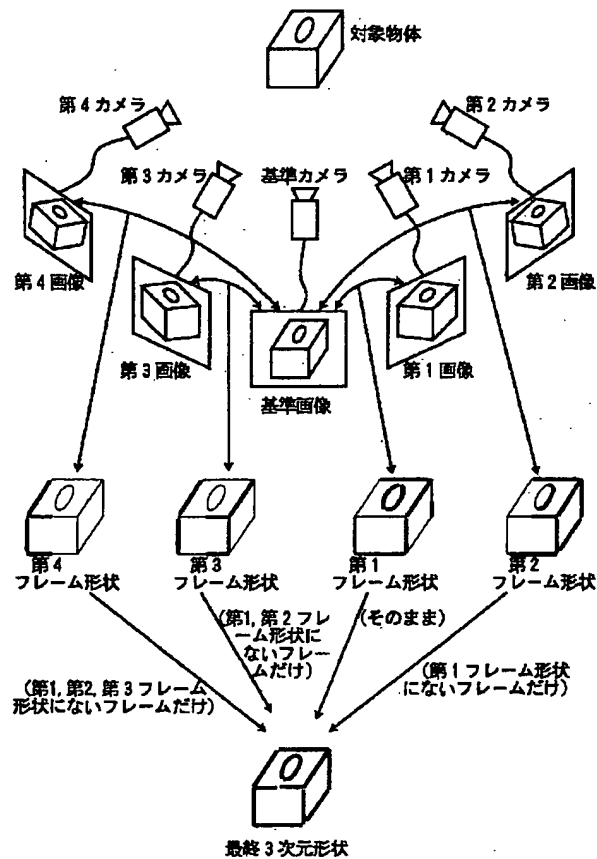 対象物体
第4カメラ
第2カメラ
第3カメラ
基準カメラ
第1カメラ
第4画像
第2画像
第3画像
第1画像
基準画像
第4
フレーム形状
第3
フレーム形状
第1
フレーム形状
第2
フレーム形状
(第1, 第2フレ
ーム形状に
ないフレー
ムだけ)
(そのまま)
(第1, 第2, 第3フレーム
形状にないフレームだけ)
(第1フレーム形状
にないフレームだけ)
最終3次元形状